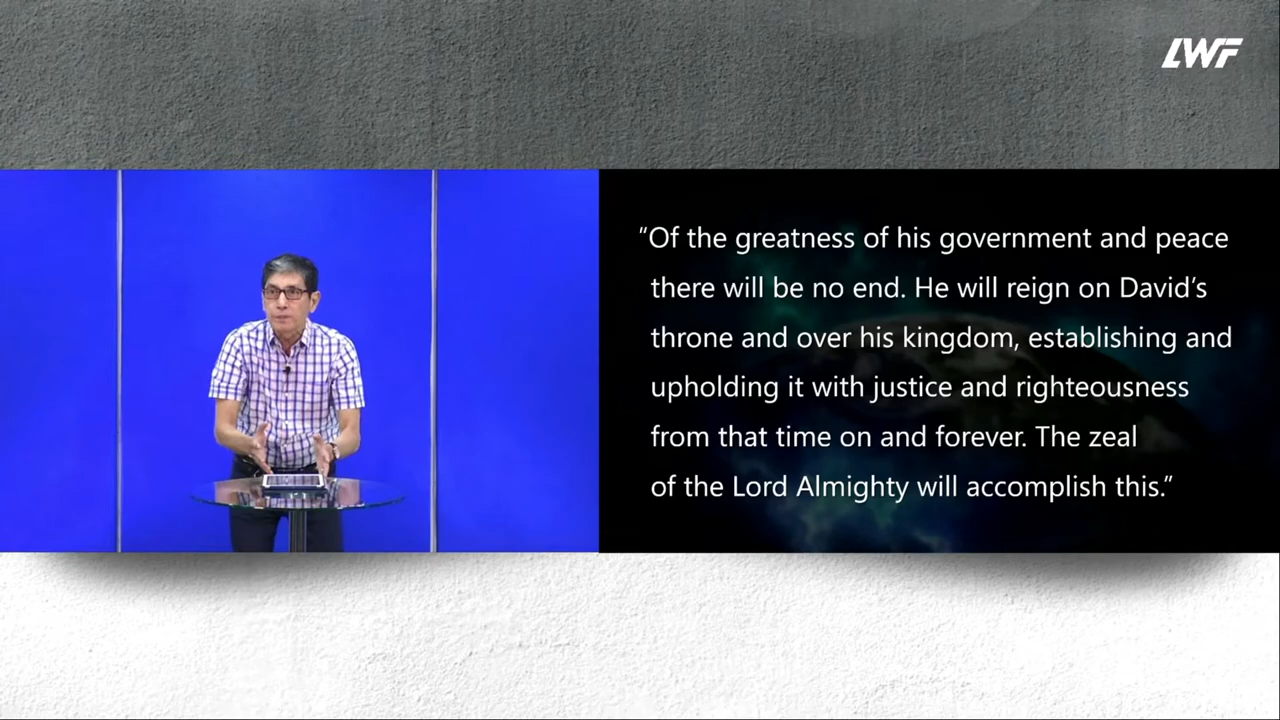 LWF
"Of the greatness of his government and peace
there will be no end. He will reign on David's
throne and over his kingdom, establishing and
upholding it with justice and righteousness
from that time on and forever. The zeal
of the Lord Almighty will accomplish this."